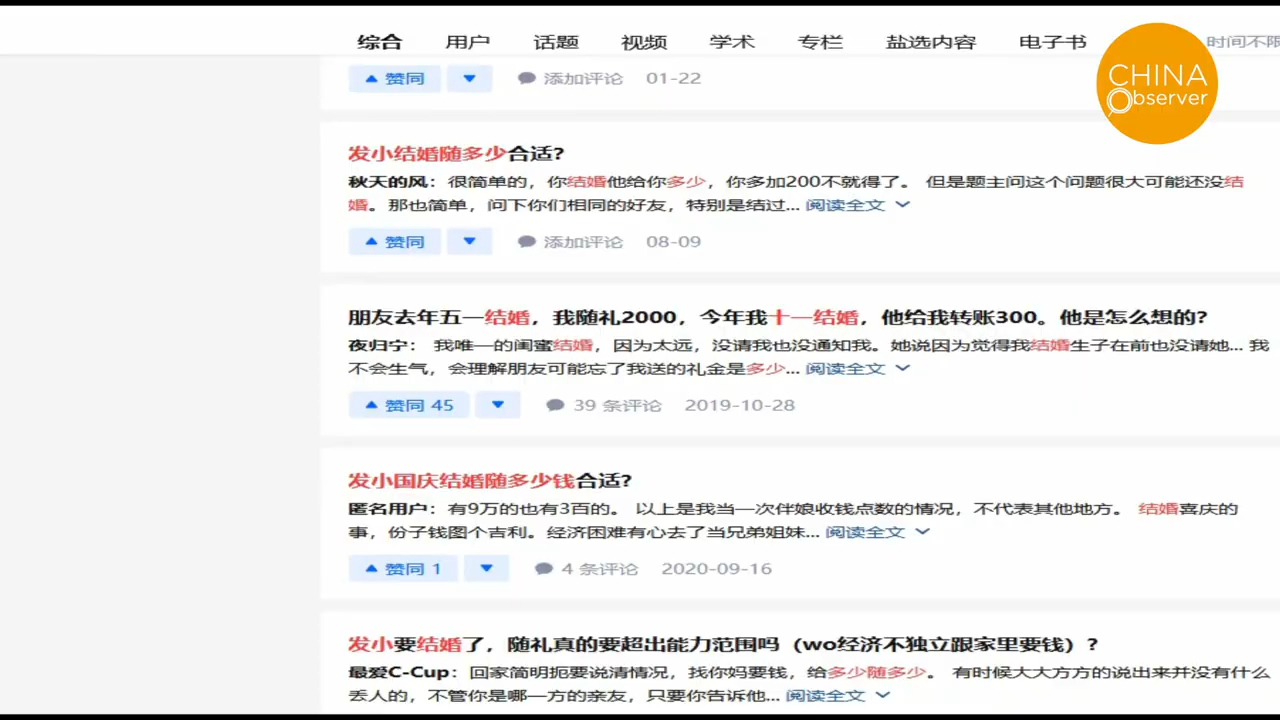 综合 用户 话题 视频 学术 专栏 盐选内容 电子书 时间不限
CHINA
Observer
赞同 添加评论 01-22
发小结婚随多少合适?
秋天的风：很简单的，你结婚他给你多少，你多加200不就得了。 但是题主问这个问题很大可能还没结
婚。那也简单，问下你们相同的好友，特别是结过... 阅读全文
赞同 添加评论 08-09
朋友去年五一结婚，我随礼2000，今年我十一结婚，他给我转账300。他是怎么想的?
夜归宁： 我唯一的闺蜜结婚，因为太远，没请我也没通知我。她说因为觉得我结婚生子在前也没请她... 我
不会生气，会理解朋友可能忘了我送的礼金是多少... 阅读全文
赞同 45 39 条评论 2019-10-28
发小国庆结婚随多少钱合适?
匿名用户：有9万的也有3百的。 以上是我当一次伴娘收钱点数的情况，不代表其他地方。 结婚喜庆的
事，份子钱图个吉利。经济困难有心去了当兄弟姐妹... 阅读全文
赞同 1 4 条评论 2020-09-16
发小要结婚了，随礼真的要超出能力范围吗（wo经济不独立跟家里要钱）?
最爱C-Cup：回家简明扼要说清情况，找你妈要钱，给多少随多少。 有时候大大方方的说出来并没有什么
丢人的，不管你是哪一方的亲友，只要你告诉他... 阅读全文